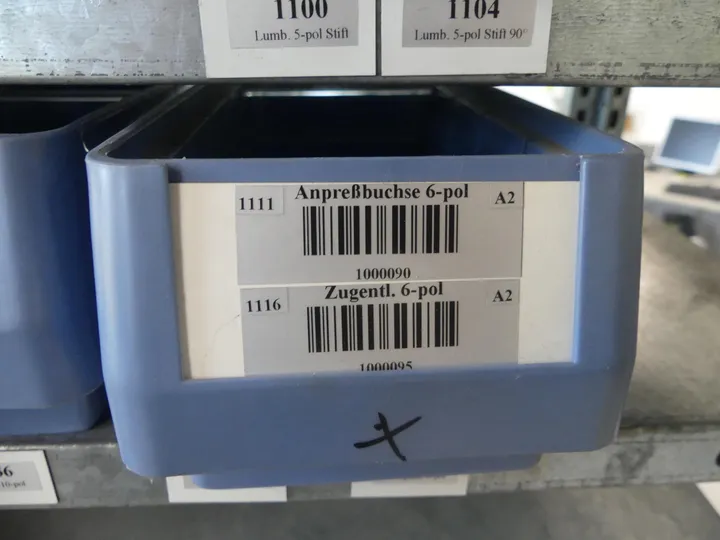 1100
Lumb. 5-pol Stift
1104
Lumb. 5-pol Stift 90°
1111
Anpreßbuchse 6-pol
A2
1000090
1116
Zugentl. 6-pol
A2
1000095